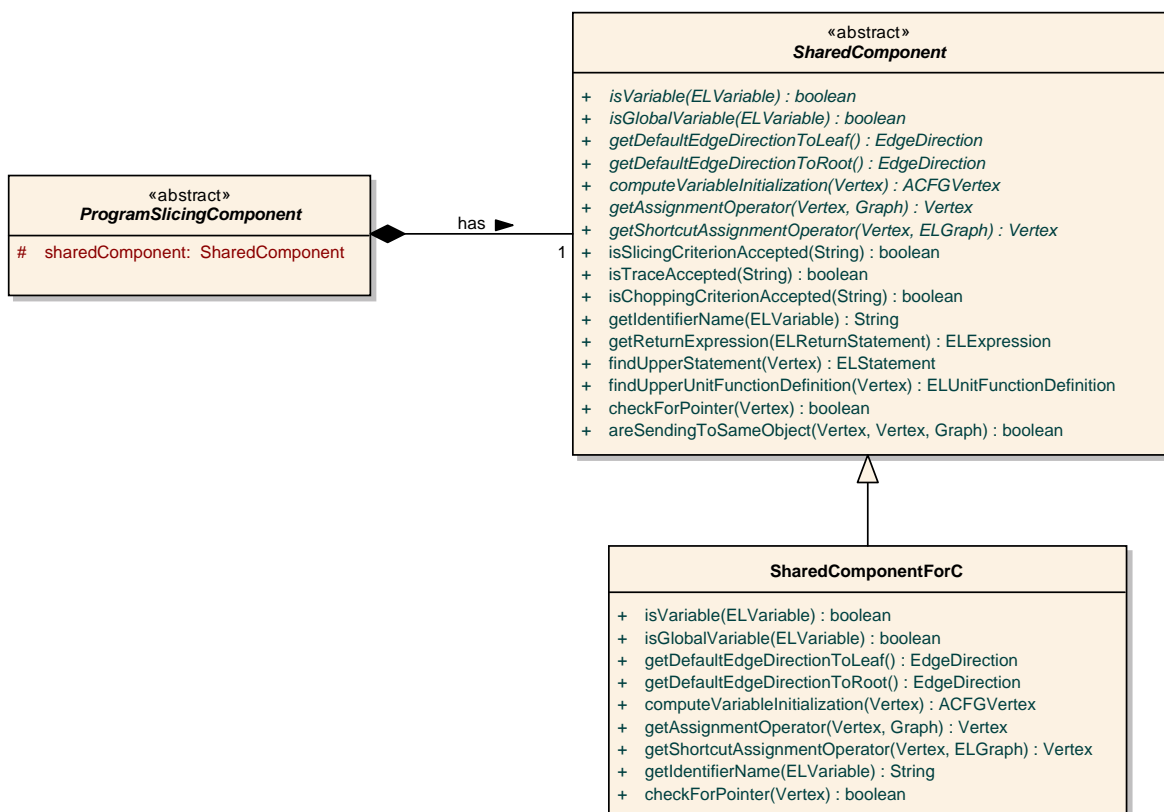 «abstract»
SharedComponent
+ isVariable(ELVariable) : boolean
+ isGlobalVariable(ELVariable) : boolean
+ getDefaultEdgeDirectionToLeaf() : EdgeDirection
+ getDefaultEdgeDirectionToRoot() : EdgeDirection
+ computeVariableInitialization(Vertex) : ACFGVertex
+ getAssignmentOperator(Vertex, Graph) : Vertex
+ getShortcutAssignmentOperator(Vertex, ELGraph) : Vertex
+ isSlicingCriterionAccepted(String) : boolean
+ isTraceAccepted(String) : boolean
+ isChoppingCriterionAccepted(String) : boolean
+ getIdentifierName(ELVariable) : String
+ getReturnExpression(ELReturnStatement) : ELExpression
+ findUpperStatement(Vertex) : ELStatement
+ findUpperUnitFunctionDefinition(Vertex) : ELUnitFunctionDefinition
+ checkForPointer(Vertex) : boolean
+ areSendingToSameObject(Vertex, Vertex, Graph) : boolean
«abstract»
ProgramSlicingComponent
# sharedComponent: SharedComponent
has
1
SharedComponentForC
+ isVariable(ELVariable) : boolean
+ isGlobalVariable(ELVariable) : boolean
+ getDefaultEdgeDirectionToLeaf() : EdgeDirection
+ getDefaultEdgeDirectionToRoot() : EdgeDirection
+ computeVariableInitialization(Vertex) : ACFGVertex
+ getAssignmentOperator(Vertex, Graph) : Vertex
+ getShortcutAssignmentOperator(Vertex, ELGraph) : Vertex
+ getIdentifierName(ELVariable) : String
+ checkForPointer(Vertex) : boolean